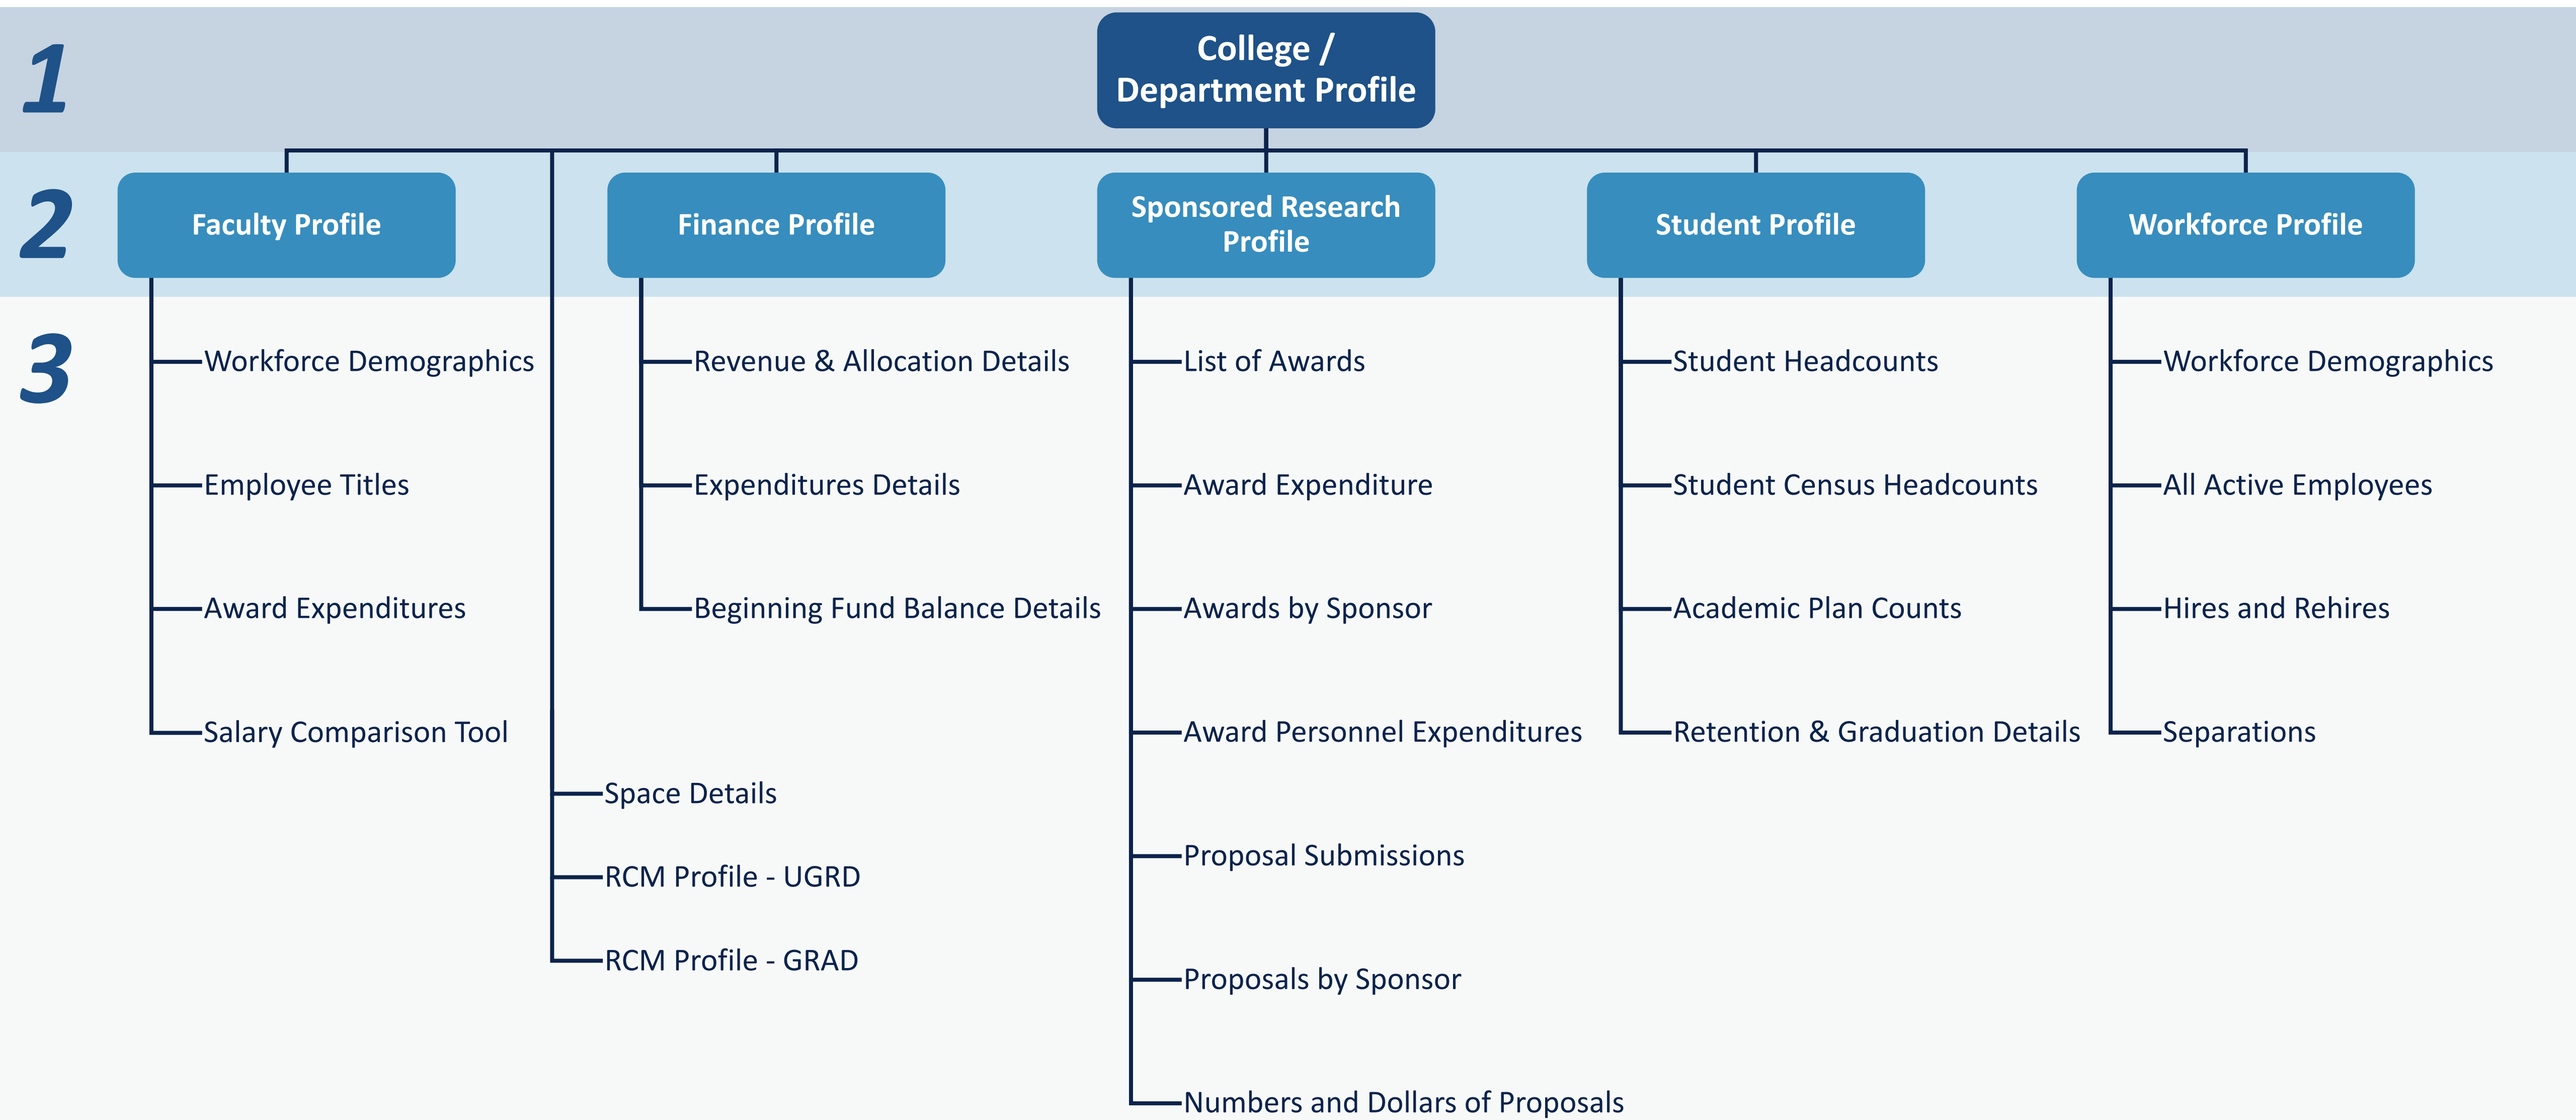 1
College /
Department Profile
2
Faculty Profile
Finance Profile
Sponsored Research
Profile
Student Profile
Workforce Profile
3
Workforce Demographics
Employee Titles
Award Expenditures
Salary Comparison Tool
Space Details
RCM Profile - UGRD
RCM Profile - GRAD
Revenue & Allocation Details
Expenditures Details
Beginning Fund Balance Details
List of Awards
Award Expenditure
Awards by Sponsor
Award Personnel Expenditures
Proposal Submissions
Proposals by Sponsor
Numbers and Dollars of Proposals
Student Headcounts
Student Census Headcounts
Academic Plan Counts
Retention & Graduation Details
Workforce Demographics
All Active Employees
Hires and Rehires
Separations